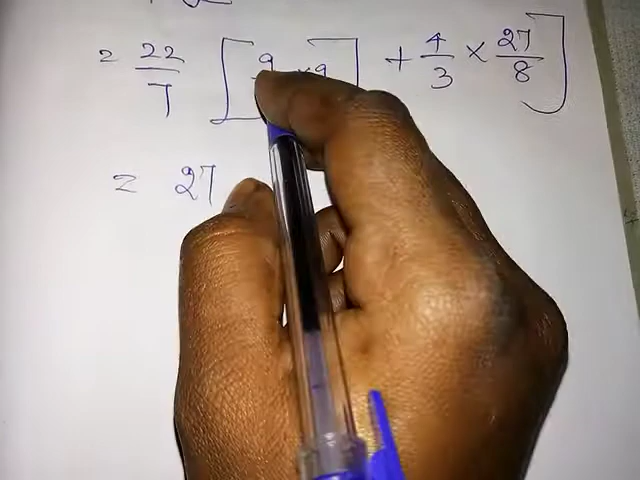 = 22/7 [ 9 × 9 ] + 4/3 × 27/8 ]
= 27